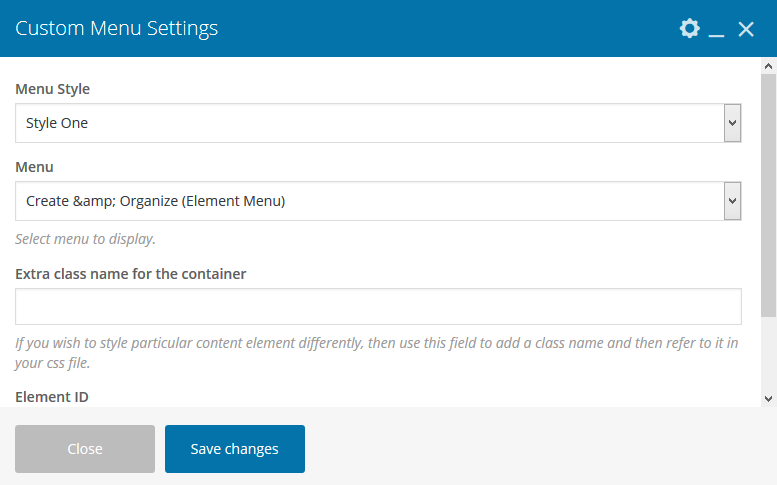 Custom Menu Settings
Menu Style
Style One
Menu
Create &amp; Organize (Element Menu)
Select menu to display.
Extra class name for the container
If you wish to style particular content element differently, then use this field to add a class name and then refer to it in
your css file.
Element ID
Close
Save changes